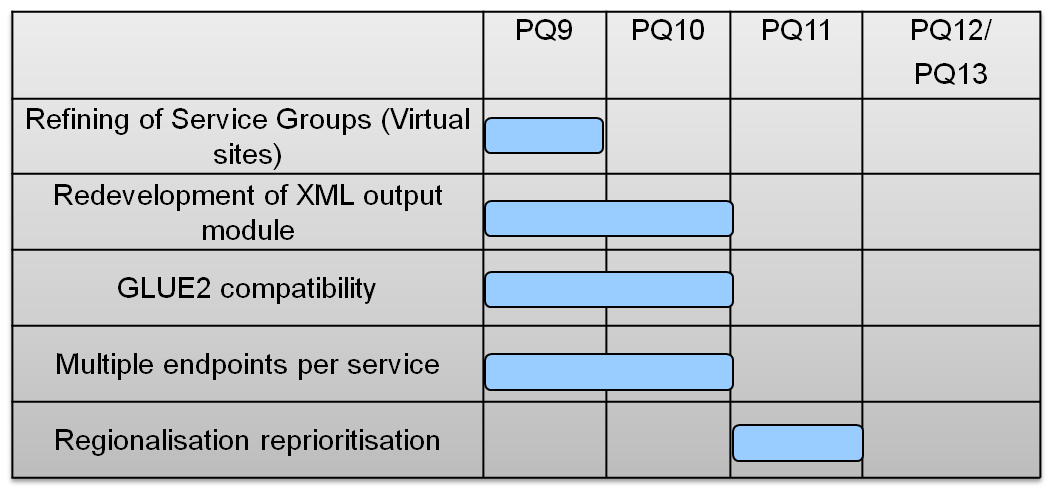 PQ9 PQ10 PQ11 PQ12/
PQ13
Refining of Service Groups (Virtual
sites)
Redevelopment of XML output
module
GLUE2 compatibility
Multiple endpoints per service
Regionalisation reprioritisation